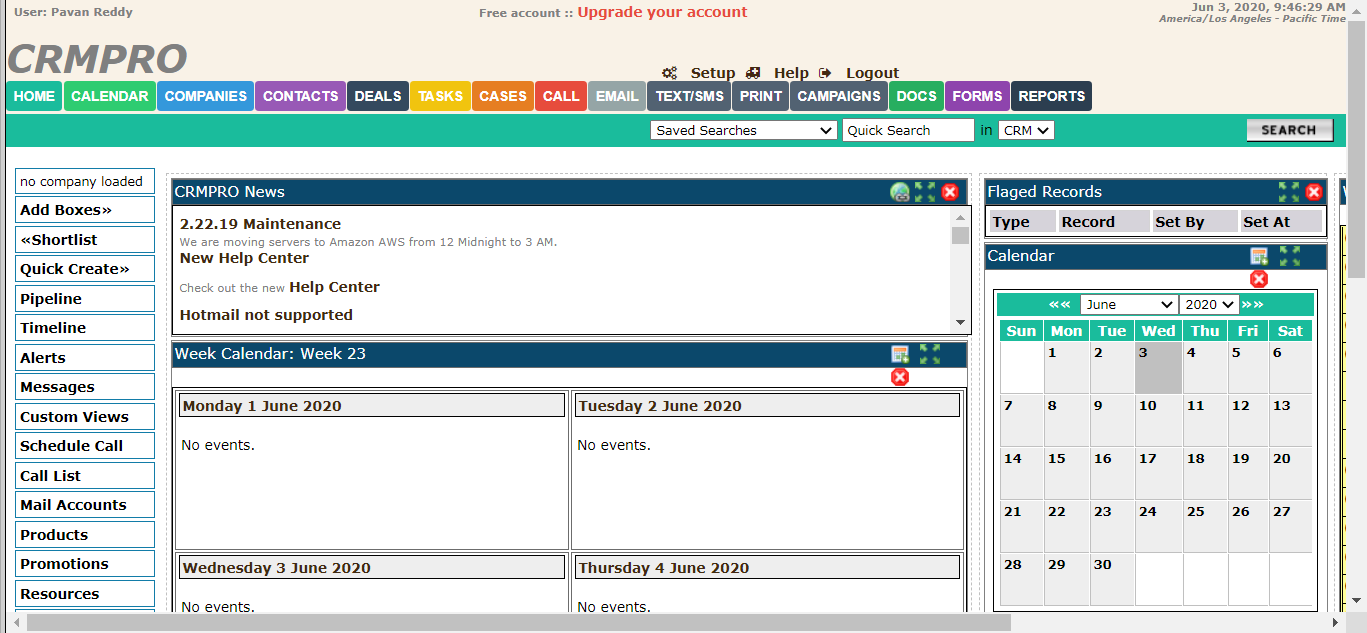 User: Pavan Reddy
Free account :: Upgrade your account
Jun 3, 2020, 9:46:29 AM
America/Los Angeles - Pacific Time
CRMPRO
Setup Help Logout
HOME CALENDAR COMPANIES CONTACTS DEALS TASKS CASES CALL EMAIL TEXT/SMS PRINT CAMPAIGNS DOCS FORMS REPORTS
Saved Searches Quick Search in CRM SEARCH
no company loaded
Add Boxes»
«Shortlist
Quick Create»
Pipeline
Timeline
Alerts
Messages
Custom Views
Schedule Call
Call List
Mail Accounts
Products
Promotions
Resources
CRMPRO News
2.22.19 Maintenance
We are moving servers to Amazon AWS from 12 Midnight to 3 AM.
New Help Center
Check out the new Help Center
Hotmail not supported
Week Calendar: Week 23
Monday 1 June 2020
No events.
Tuesday 2 June 2020
No events.
Wednesday 3 June 2020
No events.
Thursday 4 June 2020
No events.
Flaged Records
Type Record Set By Set At
Calendar
«« June 2020 »»
Sun Mon Tue Wed Thu Fri Sat
1 2 3 4 5 6
7 8 9 10 11 12 13
14 15 16 17 18 19 20
21 22 23 24 25 26 27
28 29 30